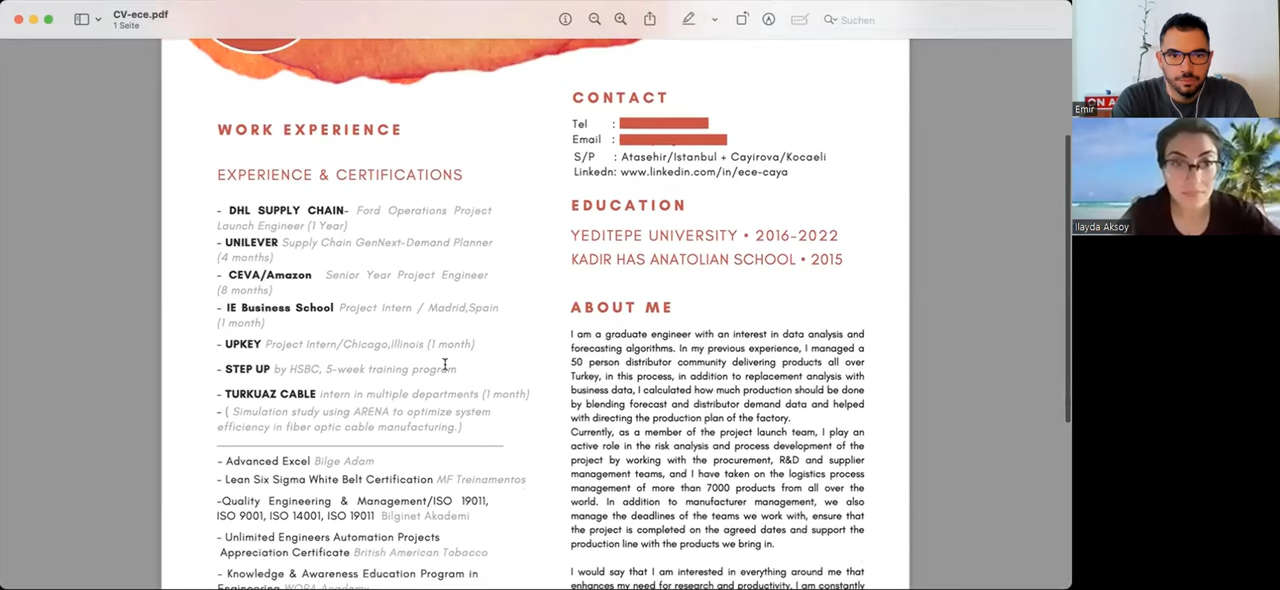 CV-ece.pdf
1 Seite
Suchen
WORK EXPERIENCE
EXPERIENCE & CERTIFICATIONS
- DHL SUPPLY CHAIN- Ford Operations Project
Launch Engineer (1 Year)
- UNILEVER Supply Chain GenNext-Demand Planner
(4 months)
- CEVA/Amazon Senior Year Project Engineer
(8 months)
- IE Business School Project Intern / Madrid,Spain
(1 month)
- UPKEY Project Intern/Chicago,Illinois (1 month)
- STEP UP by HSBC, 5-week training program
- TURKUAZ CABLE intern in multiple departments (1 month)
- ( Simulation study using ARENA to optimize system
efficiency in fiber optic cable manufacturing.)
- Advanced Excel Bilge Adam
- Lean Six Sigma White Belt Certification MF Treinamentos
-Quality Engineering & Management/ISO 19011,
ISO 9001, ISO 14001, ISO 19011 Bilginet Akademi
- Unlimited Engineers Automation Projects
Appreciation Certificate British American Tobacco
- Knowledge & Awareness Education Program in
Engineering WORA Academy
CONTACT
Tel :
Email :
S/P : Atasehir/Istanbul + Cayirova/Kocaeli
Linkedn: www.linkedin.com/in/ece-caya
EDUCATION
YEDITEPE UNIVERSITY • 2016-2022
KADIR HAS ANATOLIAN SCHOOL • 2015
ABOUT ME
I am a graduate engineer with an interest in data analysis and
forecasting algorithms. In my previous experience, I managed a
50 person distributor community delivering products all over
Turkey, in this process, in addition to replacement analysis with
business data, I calculated how much production should be done
by blending forecast and distributor demand data and helped
with directing the production plan of the factory.
Currently, as a member of the project launch team, I play an
active role in the risk analysis and process development of the
project by working with the procurement, R&D and supplier
management teams, and I have taken on the logistics process
management of more than 7000 products from all over the
world. In addition to manufacturer management, we also
manage the deadlines of the teams we work with, ensure that
the project is completed on the agreed dates and support the
production line with the products we bring in.
I would say that I am interested in everything around me that
enhances my need for research and productivity. I am constantly
ON A
Emir
Ilayda Aksoy